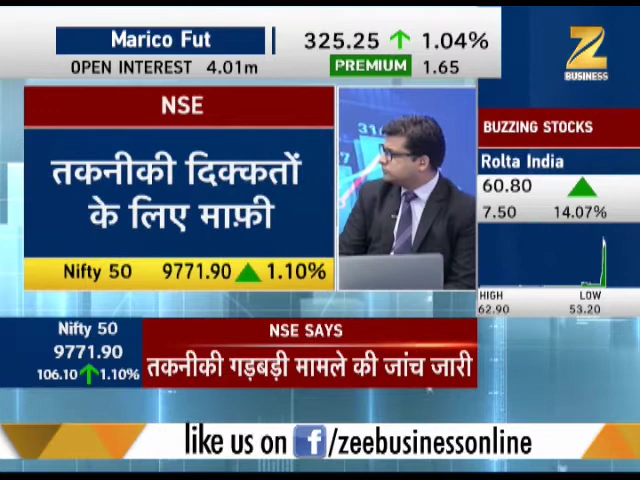 Marico Fut
325.25 1.04%
OPEN INTEREST 4.01m
PREMIUM 1.65
Z
BUSINESS
NSE
तकनीकी दिक्कतों
के लिए माफ़ी
Nifty 50 9771.90 1.10%
BUZZING STOCKS
Rolta India
60.80
7.50 14.07%
HIGH LOW
62.90 53.20
Nifty 50
9771.90
106.10 1.10%
NSE SAYS
तकनीकी गड़बड़ी मामले की जांच जारी
like us on f/zeebusinessonline